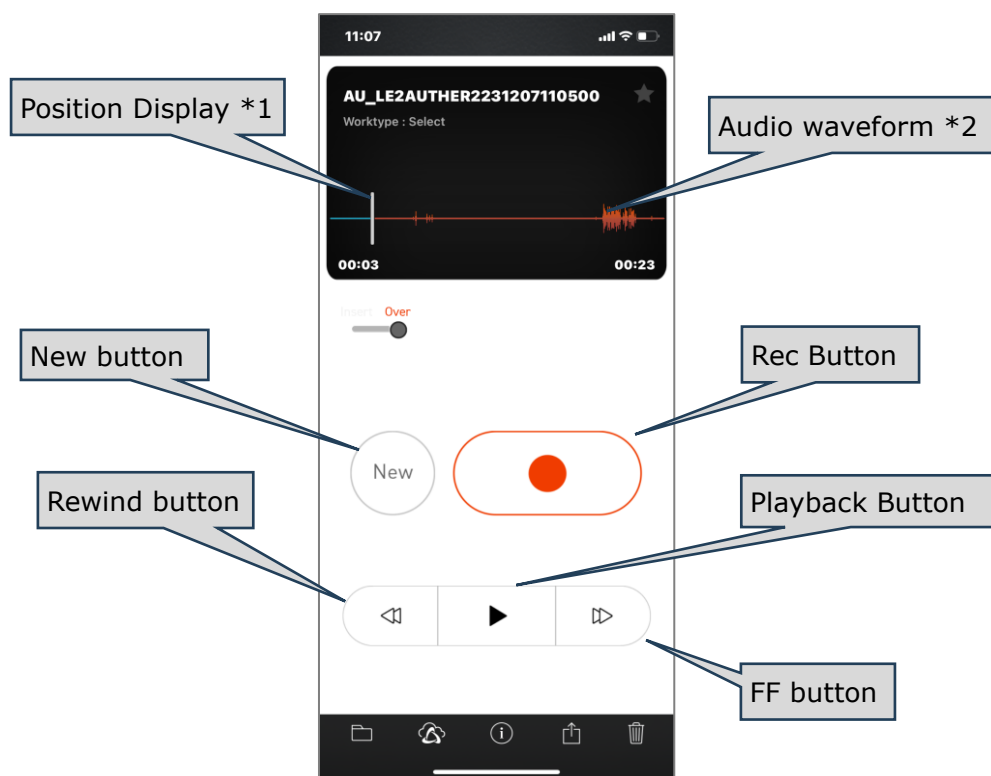 11:07
Position Display *1
AU_LE2AUTHER2231207110500
Worktype : Select
Audio waveform *2
00:03
00:23
Insert Over
New button
Rec Button
New
Rewind button
Playback Button
FF button